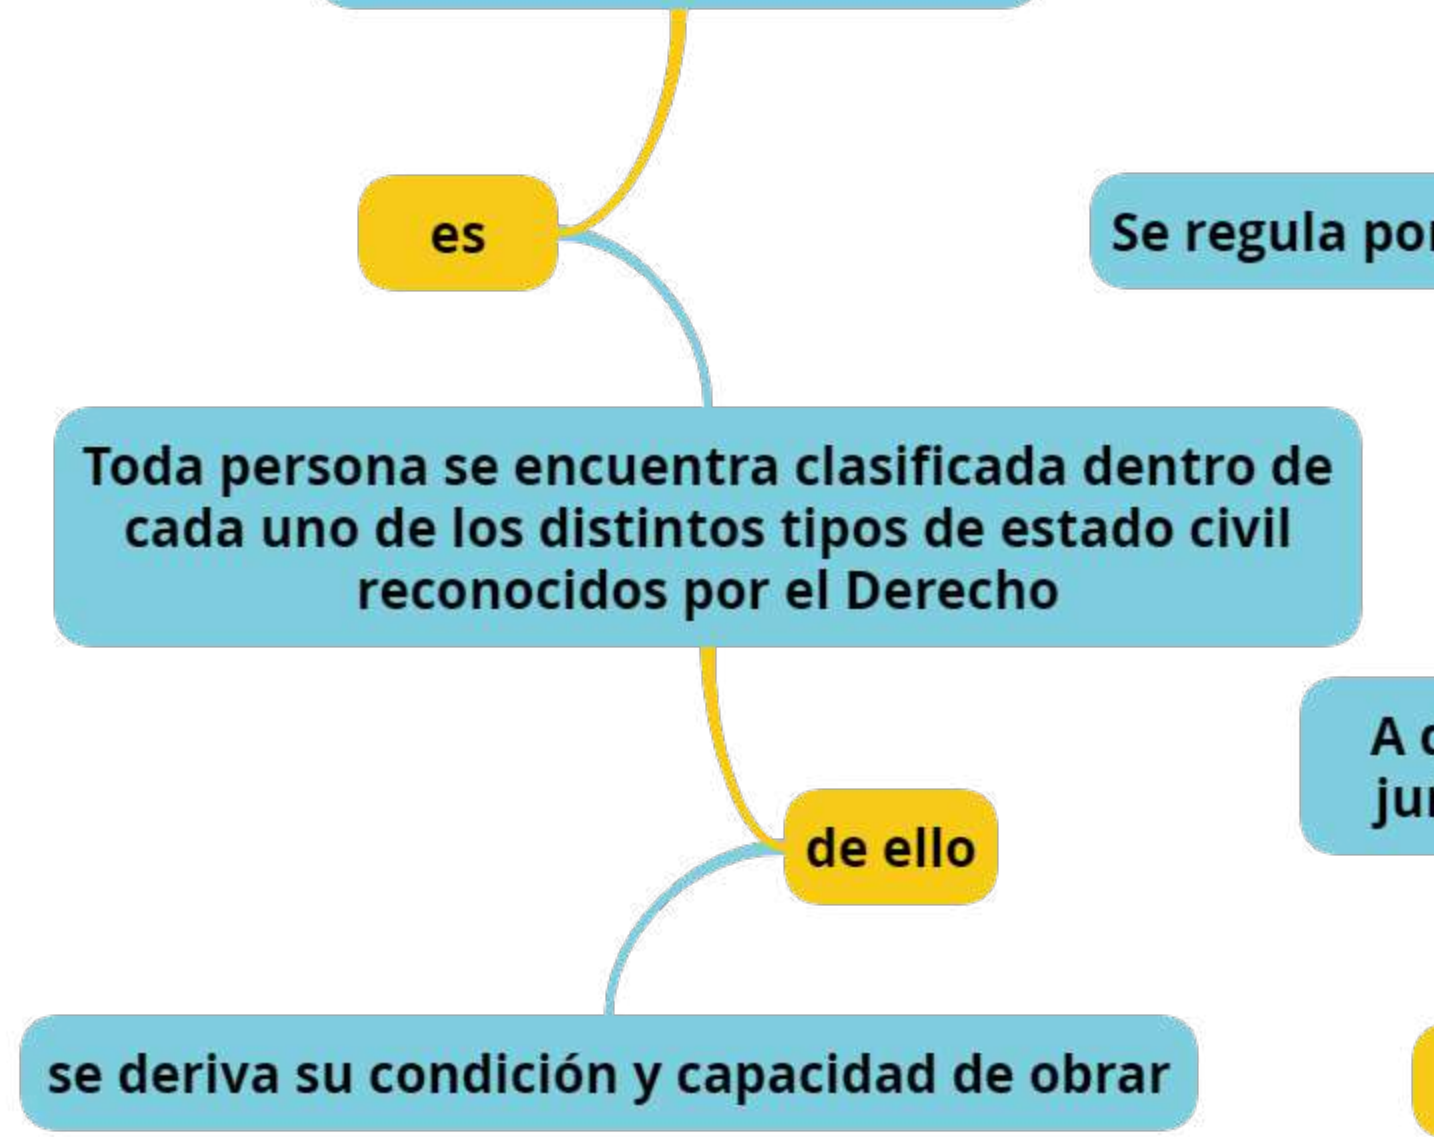 es
Se regula por
Toda persona se encuentra clasificada dentro de
cada uno de los distintos tipos de estado civil
reconocidos por el Derecho
A
de ello
se deriva su condición y capacidad de obrar